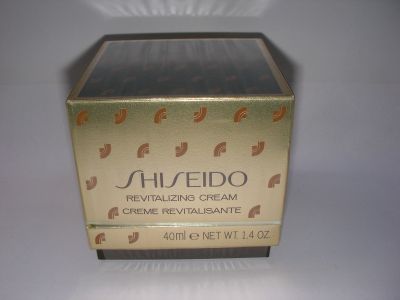 SHISEIDO
REVITALIZING CREAM
CREME REVITALISANTE
40ml e NET WT. 1.4 OZ.